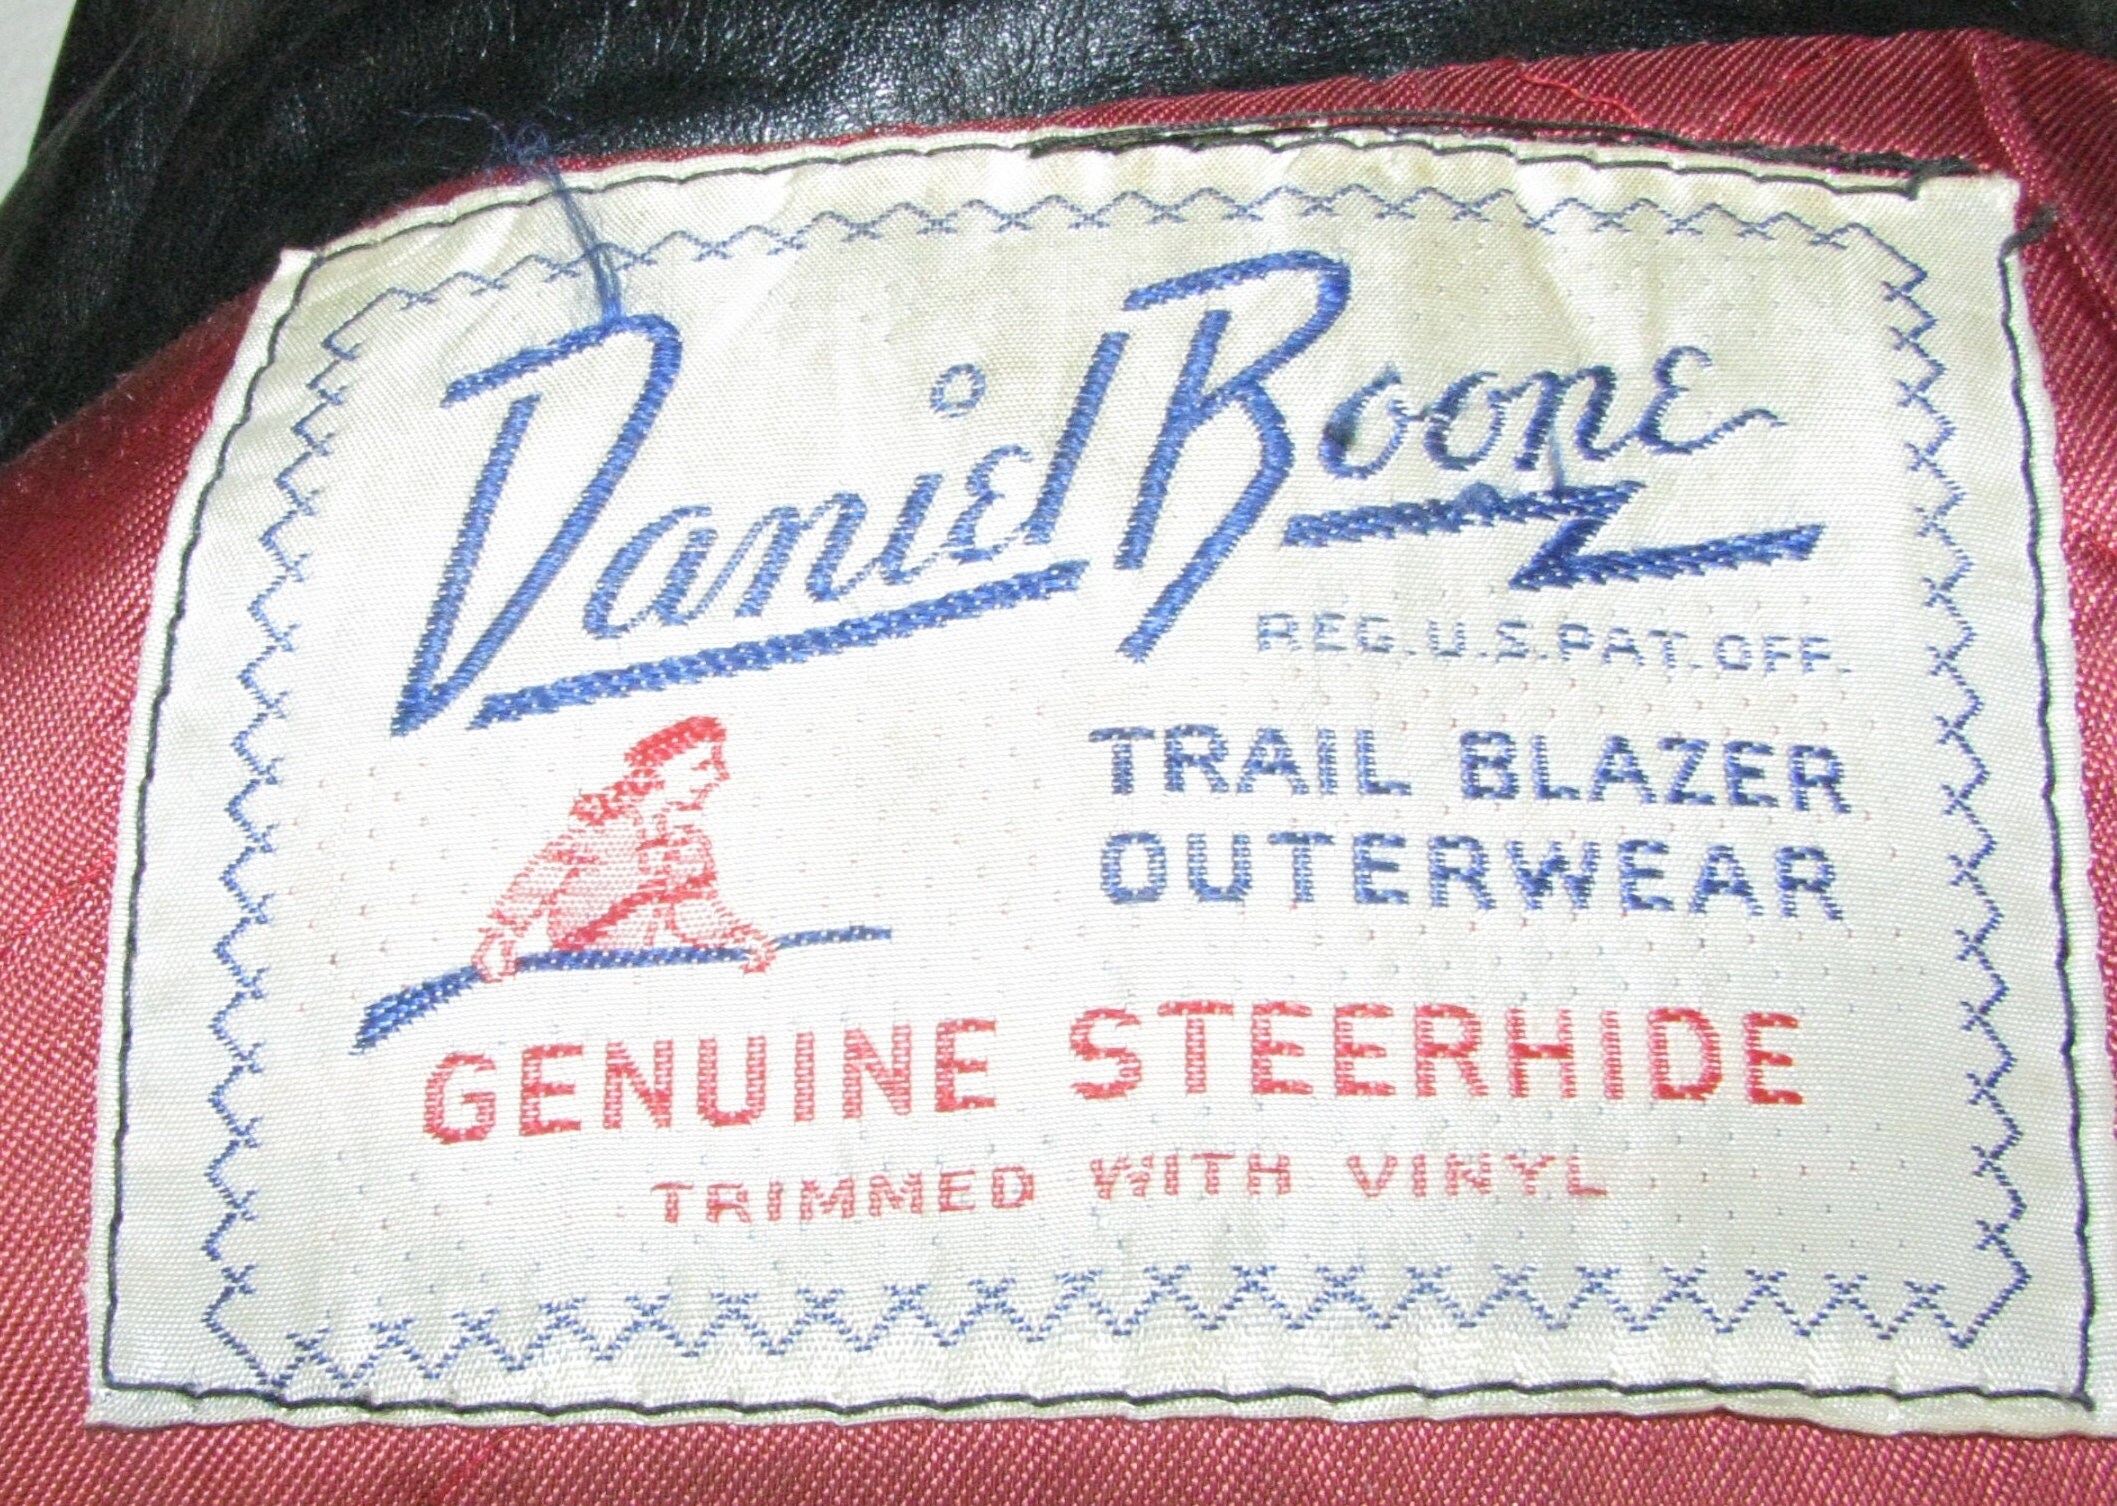 Daniel Boone
REG.U.S.PAT.OFF.
TRAIL BLAZER
OUTERWEAR
GENUINE STEERHIDE
TRIMMED WITH VINYL